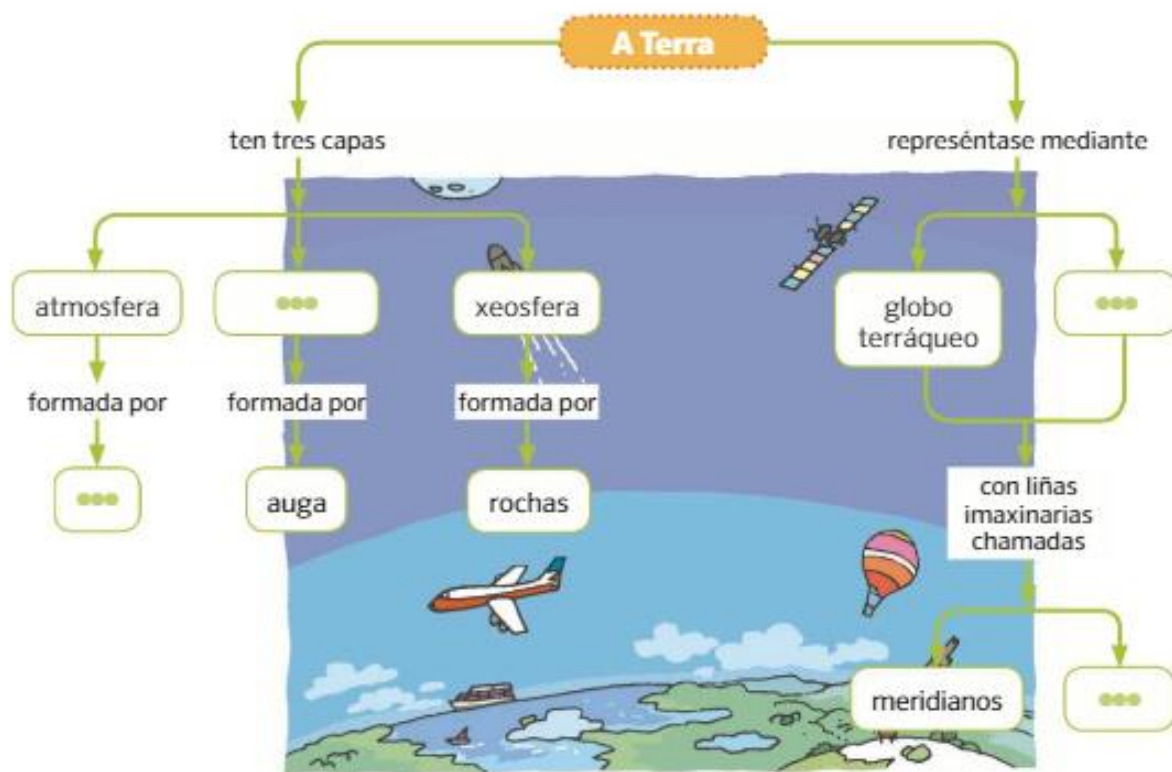 A Terra
ten tres capas
represéntase mediante
atmosfera
●●●
xeosfera
globo
terráqueo
●●●
formada por
formada por
formada por
●●●
auga
rochas
con liñas
imaxinarias
chamadas
meridianos
●●●